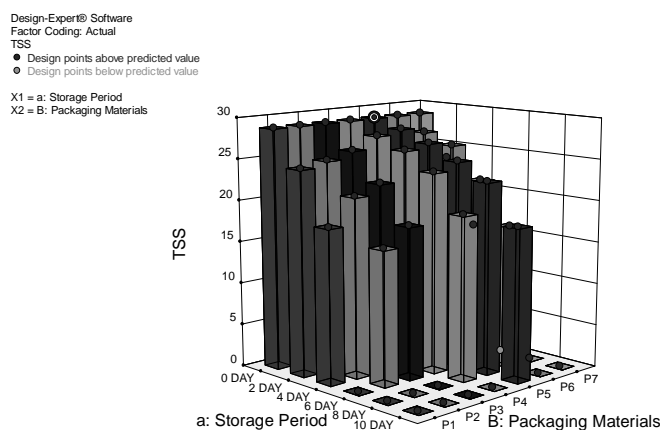 Design-Expert® Software
Factor Coding: Actual
TSS
Design points above predicted value
Design points below predicted value
X1 = a: Storage Period
X2 = B: Packaging Materials
30
25
20
15
10
5
0
TSS
0 DAY
2 DAY
4 DAY
6 DAY
8 DAY
10 DAY
P1
P2
P3
P4
P5
P6
P7
a: Storage Period
B: Packaging Materials